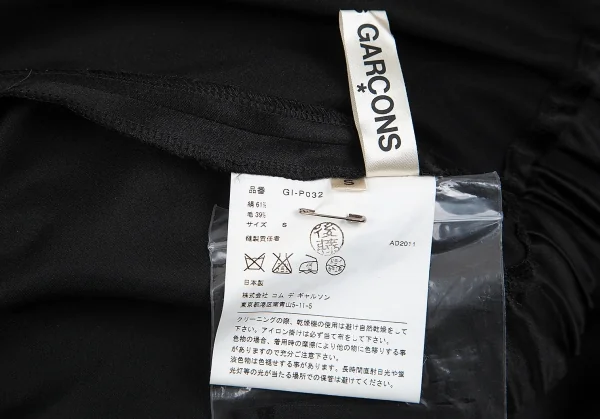 GARÇONS
*
S
品番 GI-P032
綿 61%
毛 39%
サイズ S
縫製責任者
後藤
AD2011
日本製
株式会社 コム デ ギャルソン
東京都港区南青山5-11-5
クリーニングの際、乾燥機の使用は避け自然乾燥をして
下さい。アイロン掛けは必ず当て布をして下さい。
色物の場合、着用時の摩擦により他の物に色移りする事
がありますので充分ご注意下さい。
液色物は色褪せする事があります。長時間直射日光や蛍
光灯等の光が当たる場所での保管は避けてください。